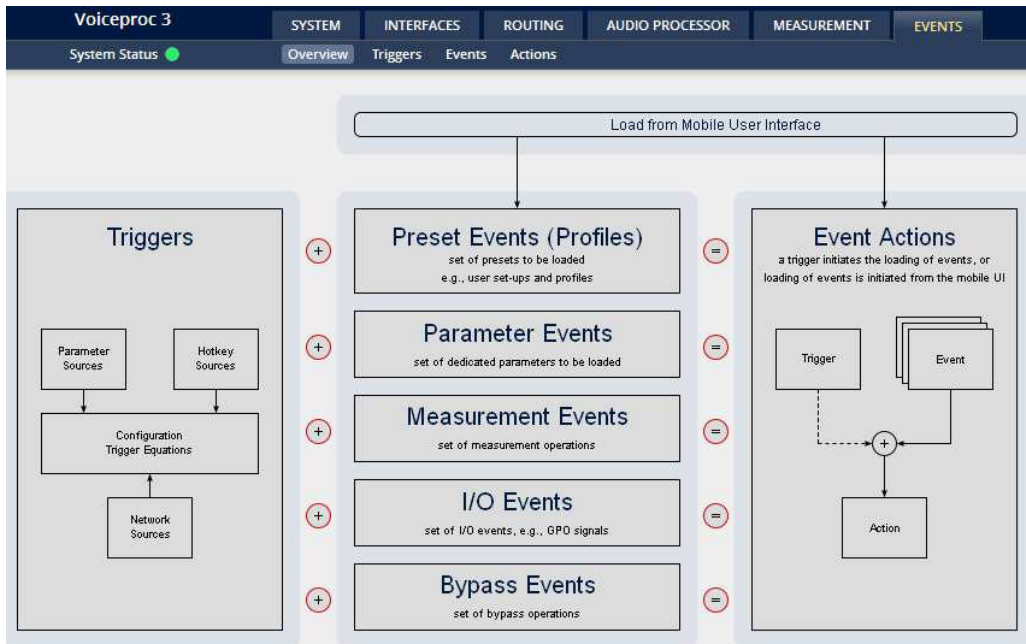 Voiceproc 3
SYSTEM
INTERFACES
ROUTING
AUDIO PROCESSOR
MEASUREMENT
EVENTS
System Status
Overview
Triggers
Events
Actions
Load from Mobile User Interface
Triggers
Parameter
Sources
Hotkey
Sources
Configuration
Trigger Equations
Network
Sources
+
Preset Events (Profiles)
set of presets to be loaded
e.g., user set-ups and profiles
=
+
Parameter Events
set of dedicated parameters to be loaded
=
+
Measurement Events
set of measurement operations
=
+
I/O Events
set of I/O events, e.g., GPO signals
=
+
Bypass Events
set of bypass operations
=
Event Actions
a trigger initiates the loading of events, or
loading of events is initiated from the mobile UI
Trigger
Event
+
Action